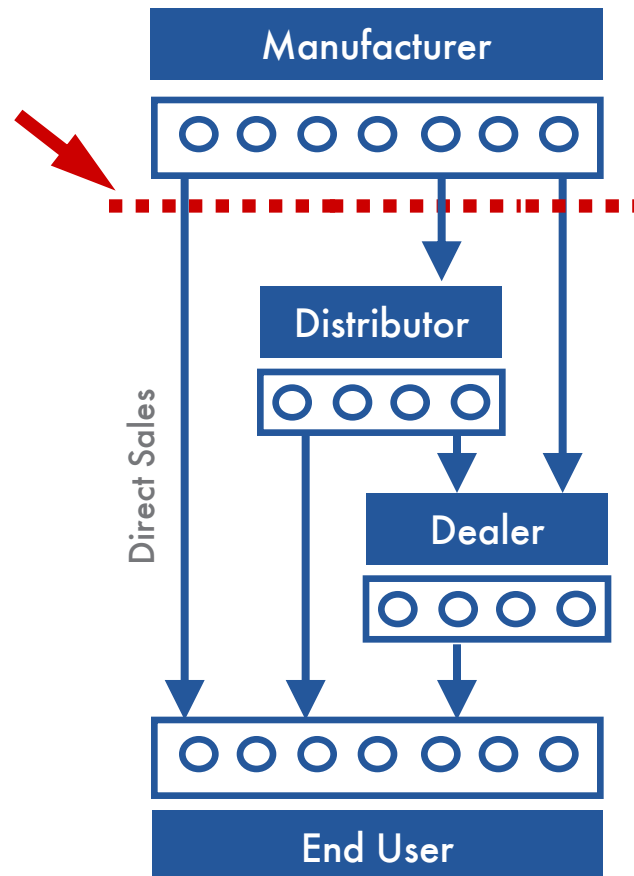 Manufacturer
Distributor
Direct Sales
Dealer
End User